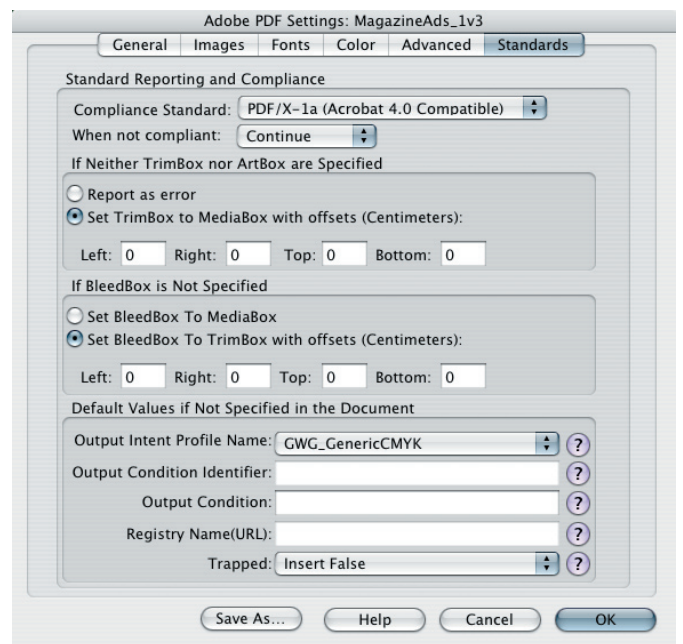 Adobe PDF Settings: MagazineAds_1v3
General Images Fonts Color Advanced Standards
Standard Reporting and Compliance
Compliance Standard: PDF/X-1a (Acrobat 4.0 Compatible)
When not compliant: Continue
If Neither TrimBox nor ArtBox are Specified
Report as error
Set TrimBox to MediaBox with offsets (Centimeters):
Left: 0 Right: 0 Top: 0 Bottom: 0
If BleedBox is Not Specified
Set BleedBox To MediaBox
Set BleedBox To TrimBox with offsets (Centimeters):
Left: 0 Right: 0 Top: 0 Bottom: 0
Default Values if Not Specified in the Document
Output Intent Profile Name: GWG_GenericCMYK ?
Output Condition Identifier: ?
Output Condition: ?
Registry Name(URL): ?
Trapped: Insert False ?
Save As... Help Cancel OK